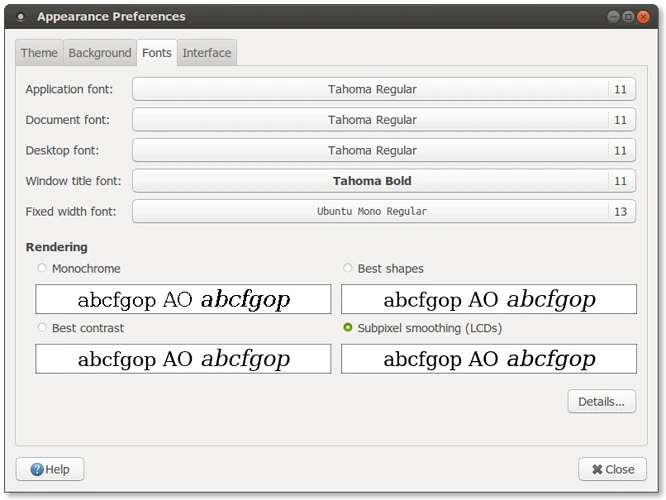 Appearance Preferences
Theme Background Fonts Interface
Application font: Tahoma Regular 11
Document font: Tahoma Regular 11
Desktop font: Tahoma Regular 11
Window title font: Tahoma Bold 11
Fixed width font: Ubuntu Mono Regular 13
Rendering
Monochrome Best shapes
abcfgop AO abcfgop abcfgop AO abcfgop
Best contrast Subpixel smoothing (LCDs)
abcfgop AO abcfgop abcfgop AO abcfgop
Details...
Help Close